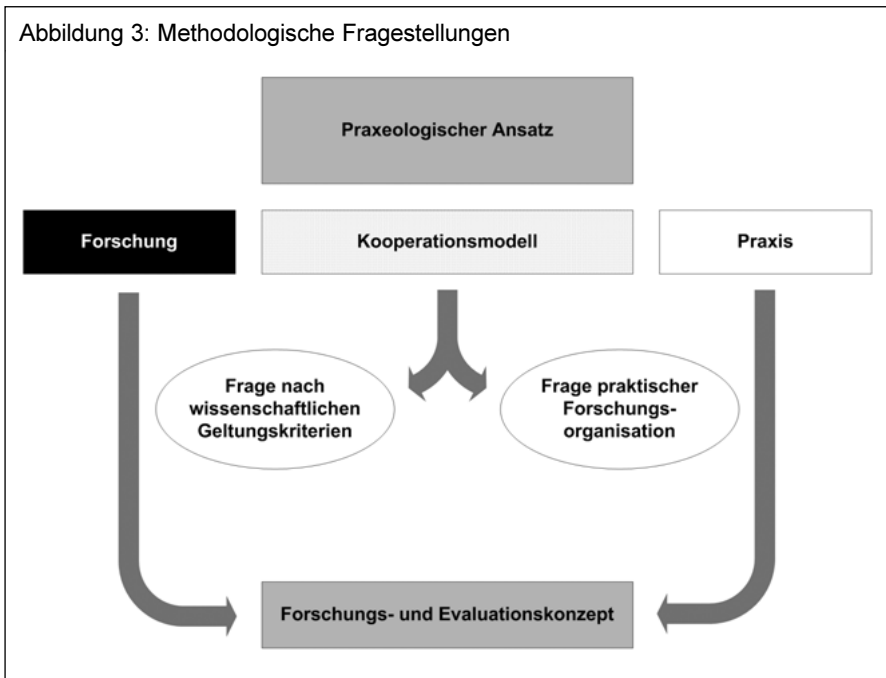 Abbildung 3: Methodologische Fragestellungen
Praxeologischer Ansatz
Forschung
Kooperationsmodell
Praxis
Frage nach
wissenschaftlichen
Geltungskriterien
Frage praktischer
Forschungs-
organisation
Forschungs- und Evaluationskonzept